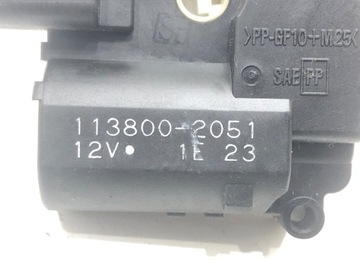 >PP-GF10+M25<
SAE PP
113800-2051
12V• 1E 23